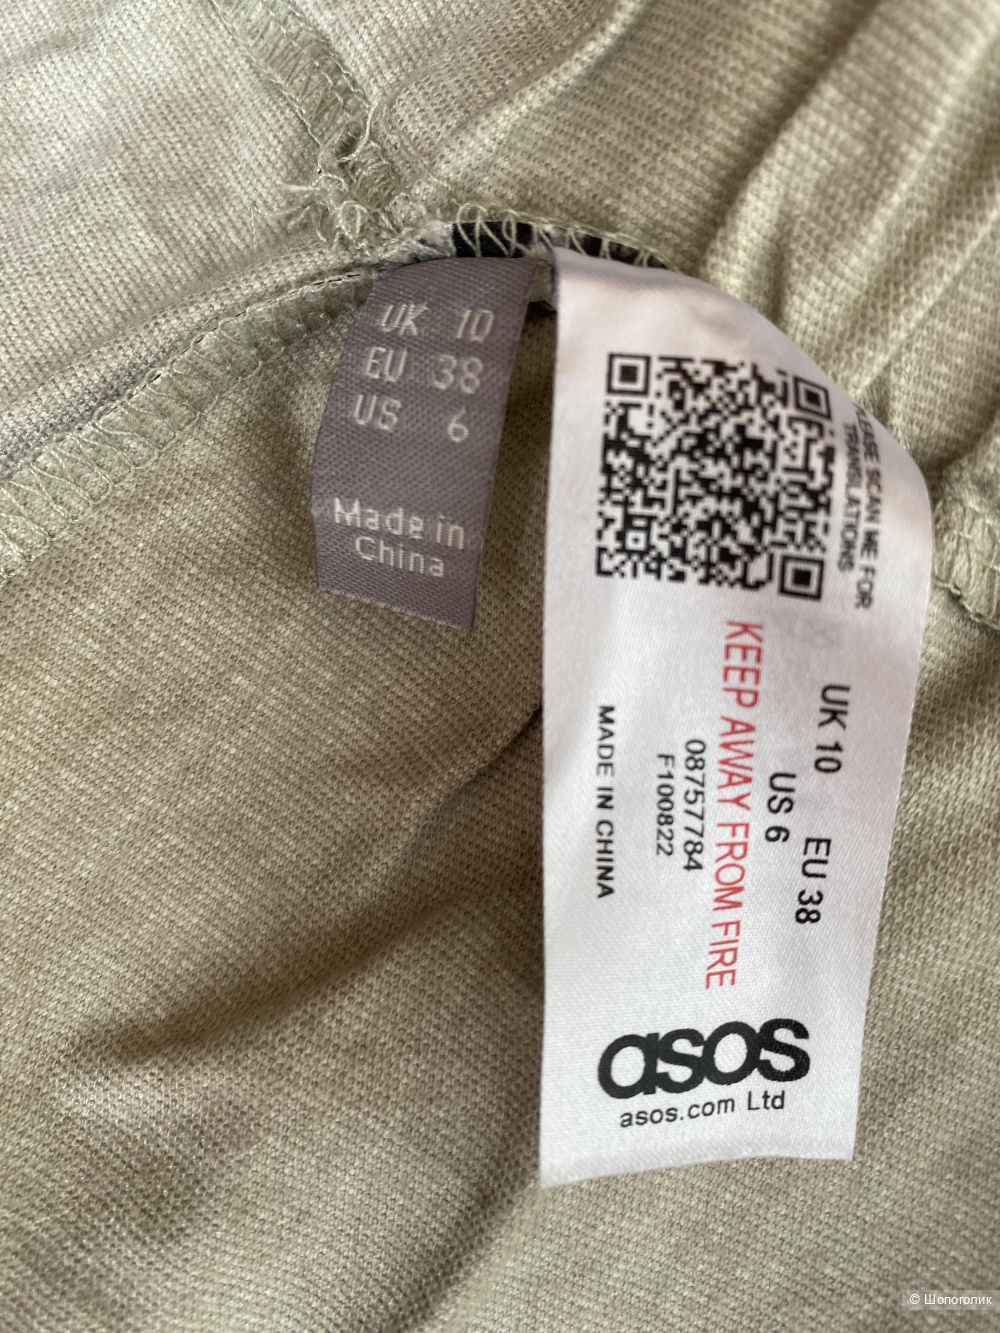 UK 10
EU 38
US 6
Made in
China
PLEASE SCAN ME FOR
TRANSLATIONS
UK 10 EU 38
US 6
KEEP AWAY FROM FIRE
08757784
F100822
MADE IN CHINA
asos
asos.com Ltd
© Шопоголик